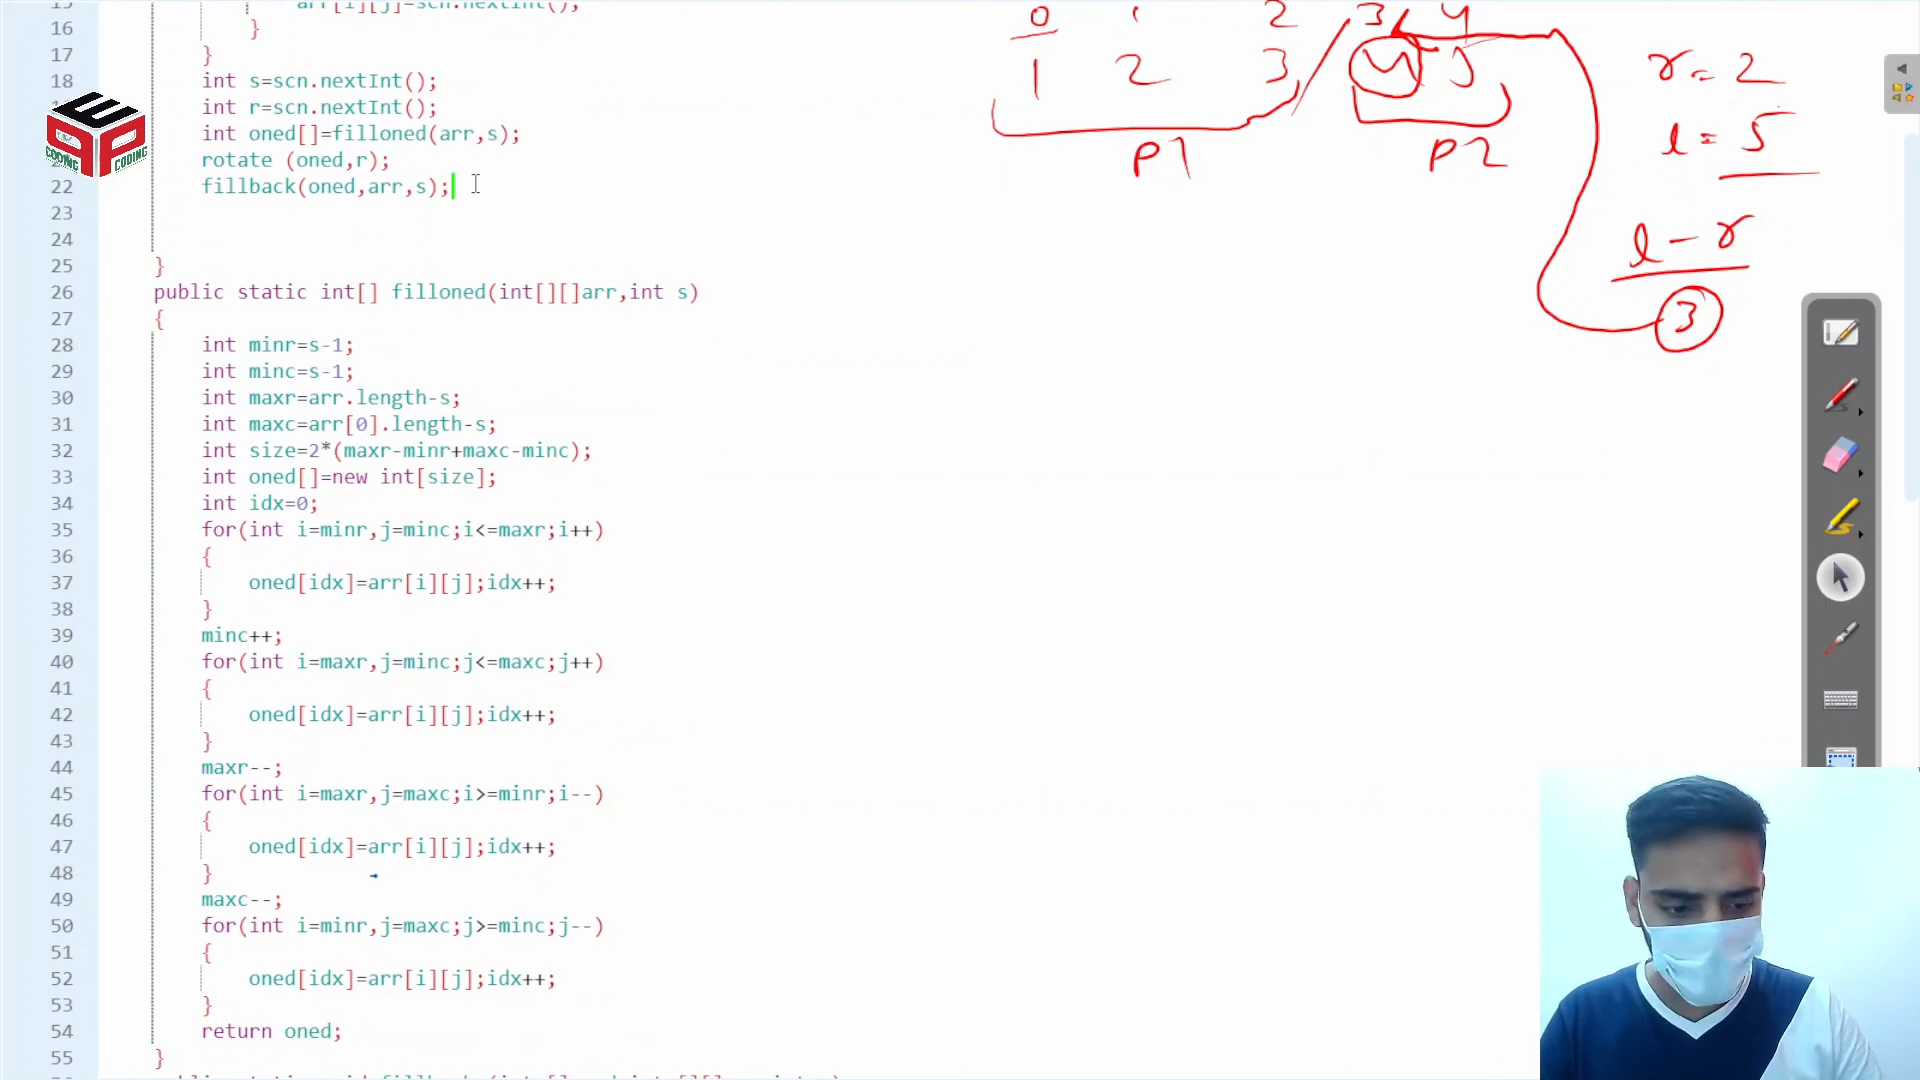 15 arr[i][j]=scn.nextInt();
16 }
17 }
18 int s=scn.nextInt();
int r=scn.nextInt();
int oned[]=filloned(arr,s);
rotate (oned,r);
22 fillback(oned,arr,s);
23
24
25 }
26 public static int[] filloned(int[][]arr,int s)
27 {
28 int minr=s-1;
29 int minc=s-1;
30 int maxr=arr.length-s;
31 int maxc=arr[0].length-s;
32 int size=2*(maxr-minr+maxc-minc);
33 int oned[]=new int[size];
34 int idx=0;
35 for(int i=minr,j=minc;i<=maxr;i++)
36 {
37 oned[idx]=arr[i][j];idx++;
38 }
39 minc++;
40 for(int i=maxr,j=minc;j<=maxc;j++)
41 {
42 oned[idx]=arr[i][j];idx++;
43 }
44 maxr--;
45 for(int i=maxr,j=maxc;i>=minr;i--)
46 {
47 oned[idx]=arr[i][j];idx++;
48 }
49 maxc--;
50 for(int i=minr,j=maxc;j>=minc;j--)
51 {
52 oned[idx]=arr[i][j];idx++;
53 }
54 return oned;
55 }
CODING CODING
0 1 2 3 4
1 2 3 4 5
P1 P2
r=2
l=5
l-r
3